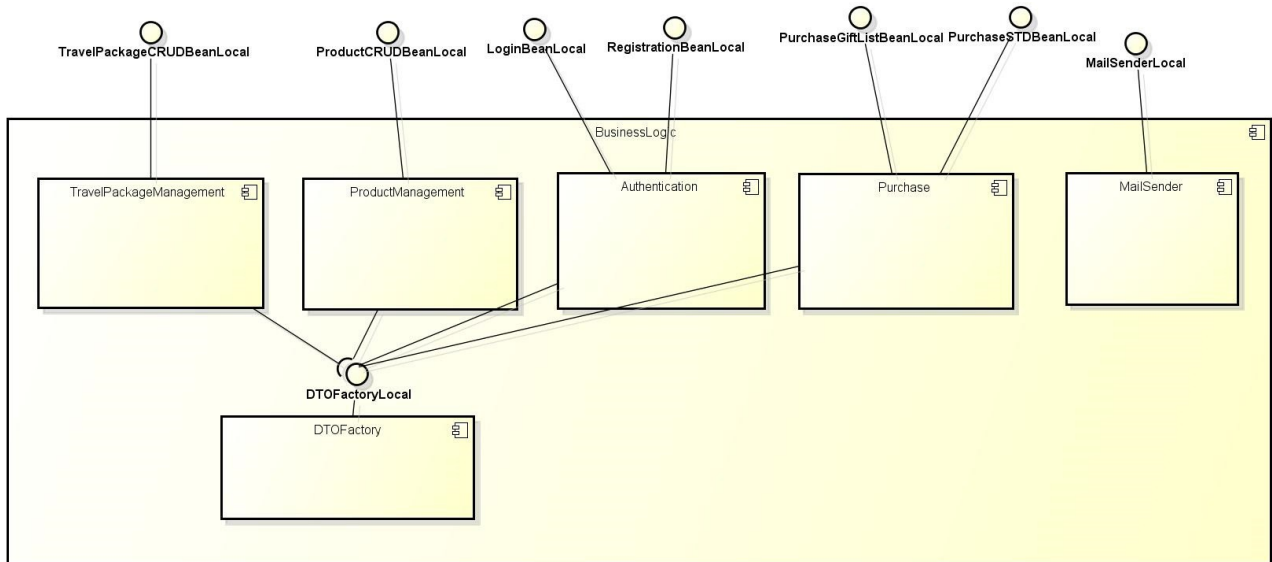 TravelPackageCRUDBeanLocal
ProductCRUDBeanLocal
LoginBeanLocal
RegistrationBeanLocal
PurchaseGiftListBeanLocal
PurchaseSTDBeanLocal
MailSenderLocal
BusinessLogic
TravelPackageManagement
ProductManagement
Authentication
Purchase
MailSender
DTOFactoryLocal
DTOFactory